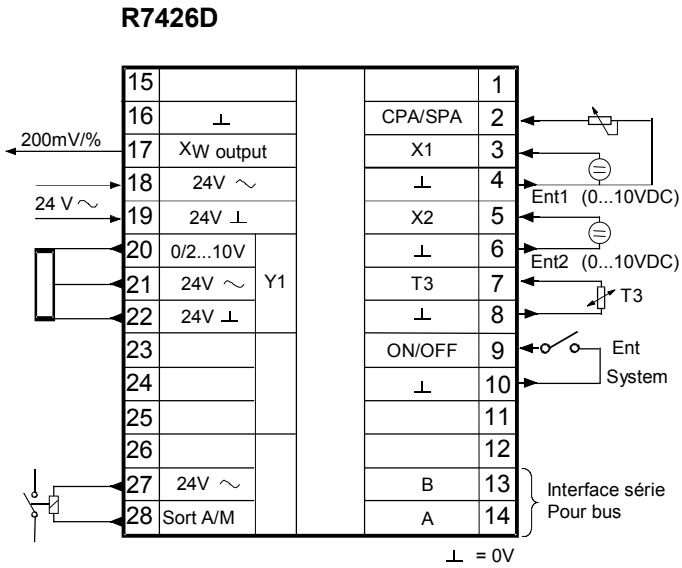 R7426D
15 1
16 ⊥ CPA/SPA 2
200mV/% 17 XW output X1 3
18 24V ~ ⊥ 4
Ent1 (0...10VDC)
24 V ~ 19 24V ⊥ X2 5
20 0/2...10V ⊥ 6
Ent2 (0...10VDC)
21 24V ~ Y1 T3 7 T3
22 24V ⊥ ⊥ 8
23 ON/OFF 9 Ent
24 ⊥ 10 System
25 11
26 12
27 24V ~ B 13 Interface série
28 Sort A/M A 14 Pour bus
⊥ = 0V